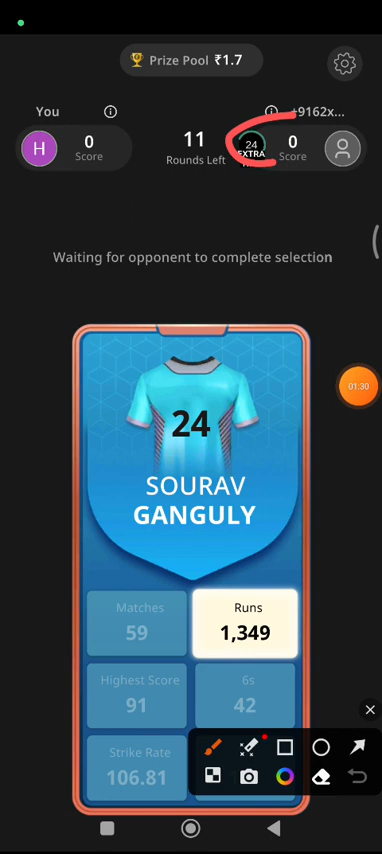 Prize Pool ₹1.7
You
+9162x...
H
0
Score
11
Rounds Left
24
EXTRA
0
Score
Waiting for opponent to complete selection
24
SOURAV
GANGULY
Matches
59
Runs
1,349
Highest Score
91
6s
42
Strike Rate
106.81
01:30